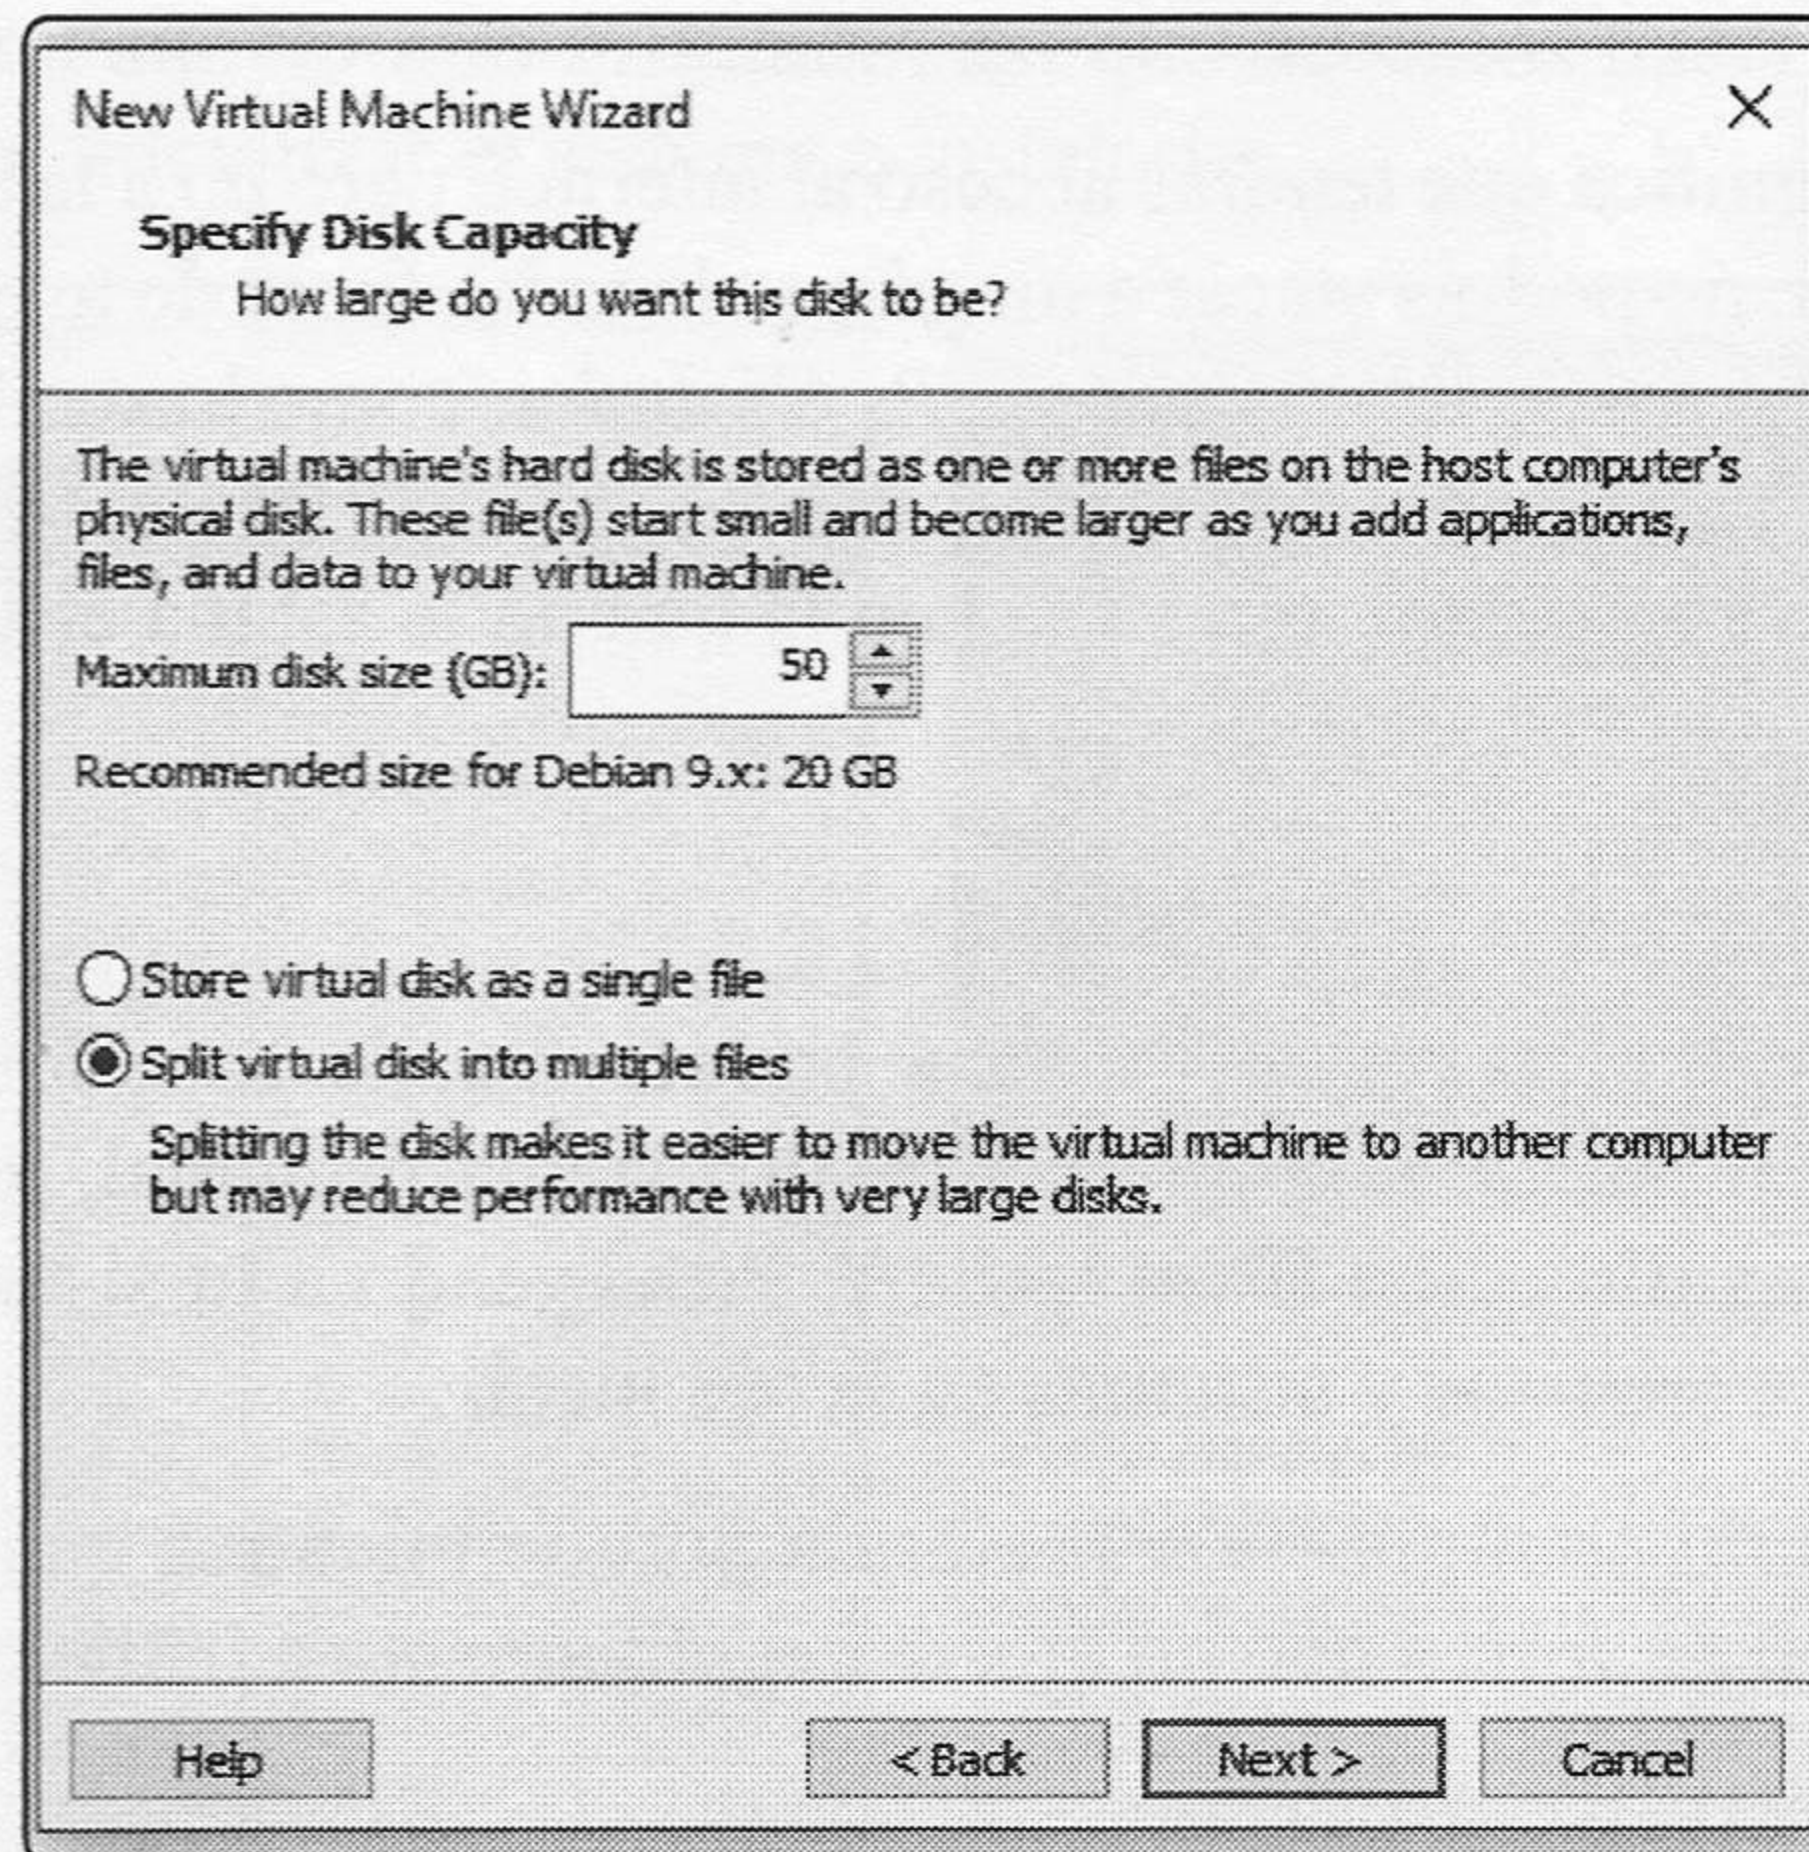 New Virtual Machine Wizard
Specify Disk Capacity
How large do you want this disk to be?
The virtual machine's hard disk is stored as one or more files on the host computer's
physical disk. These file(s) start small and become larger as you add applications,
files, and data to your virtual machine.
Maximum disk size (GB): 50
Recommended size for Debian 9.x: 20 GB
Store virtual disk as a single file
Split virtual disk into multiple files
Splitting the disk makes it easier to move the virtual machine to another computer
but may reduce performance with very large disks.
Help < Back Next > Cancel